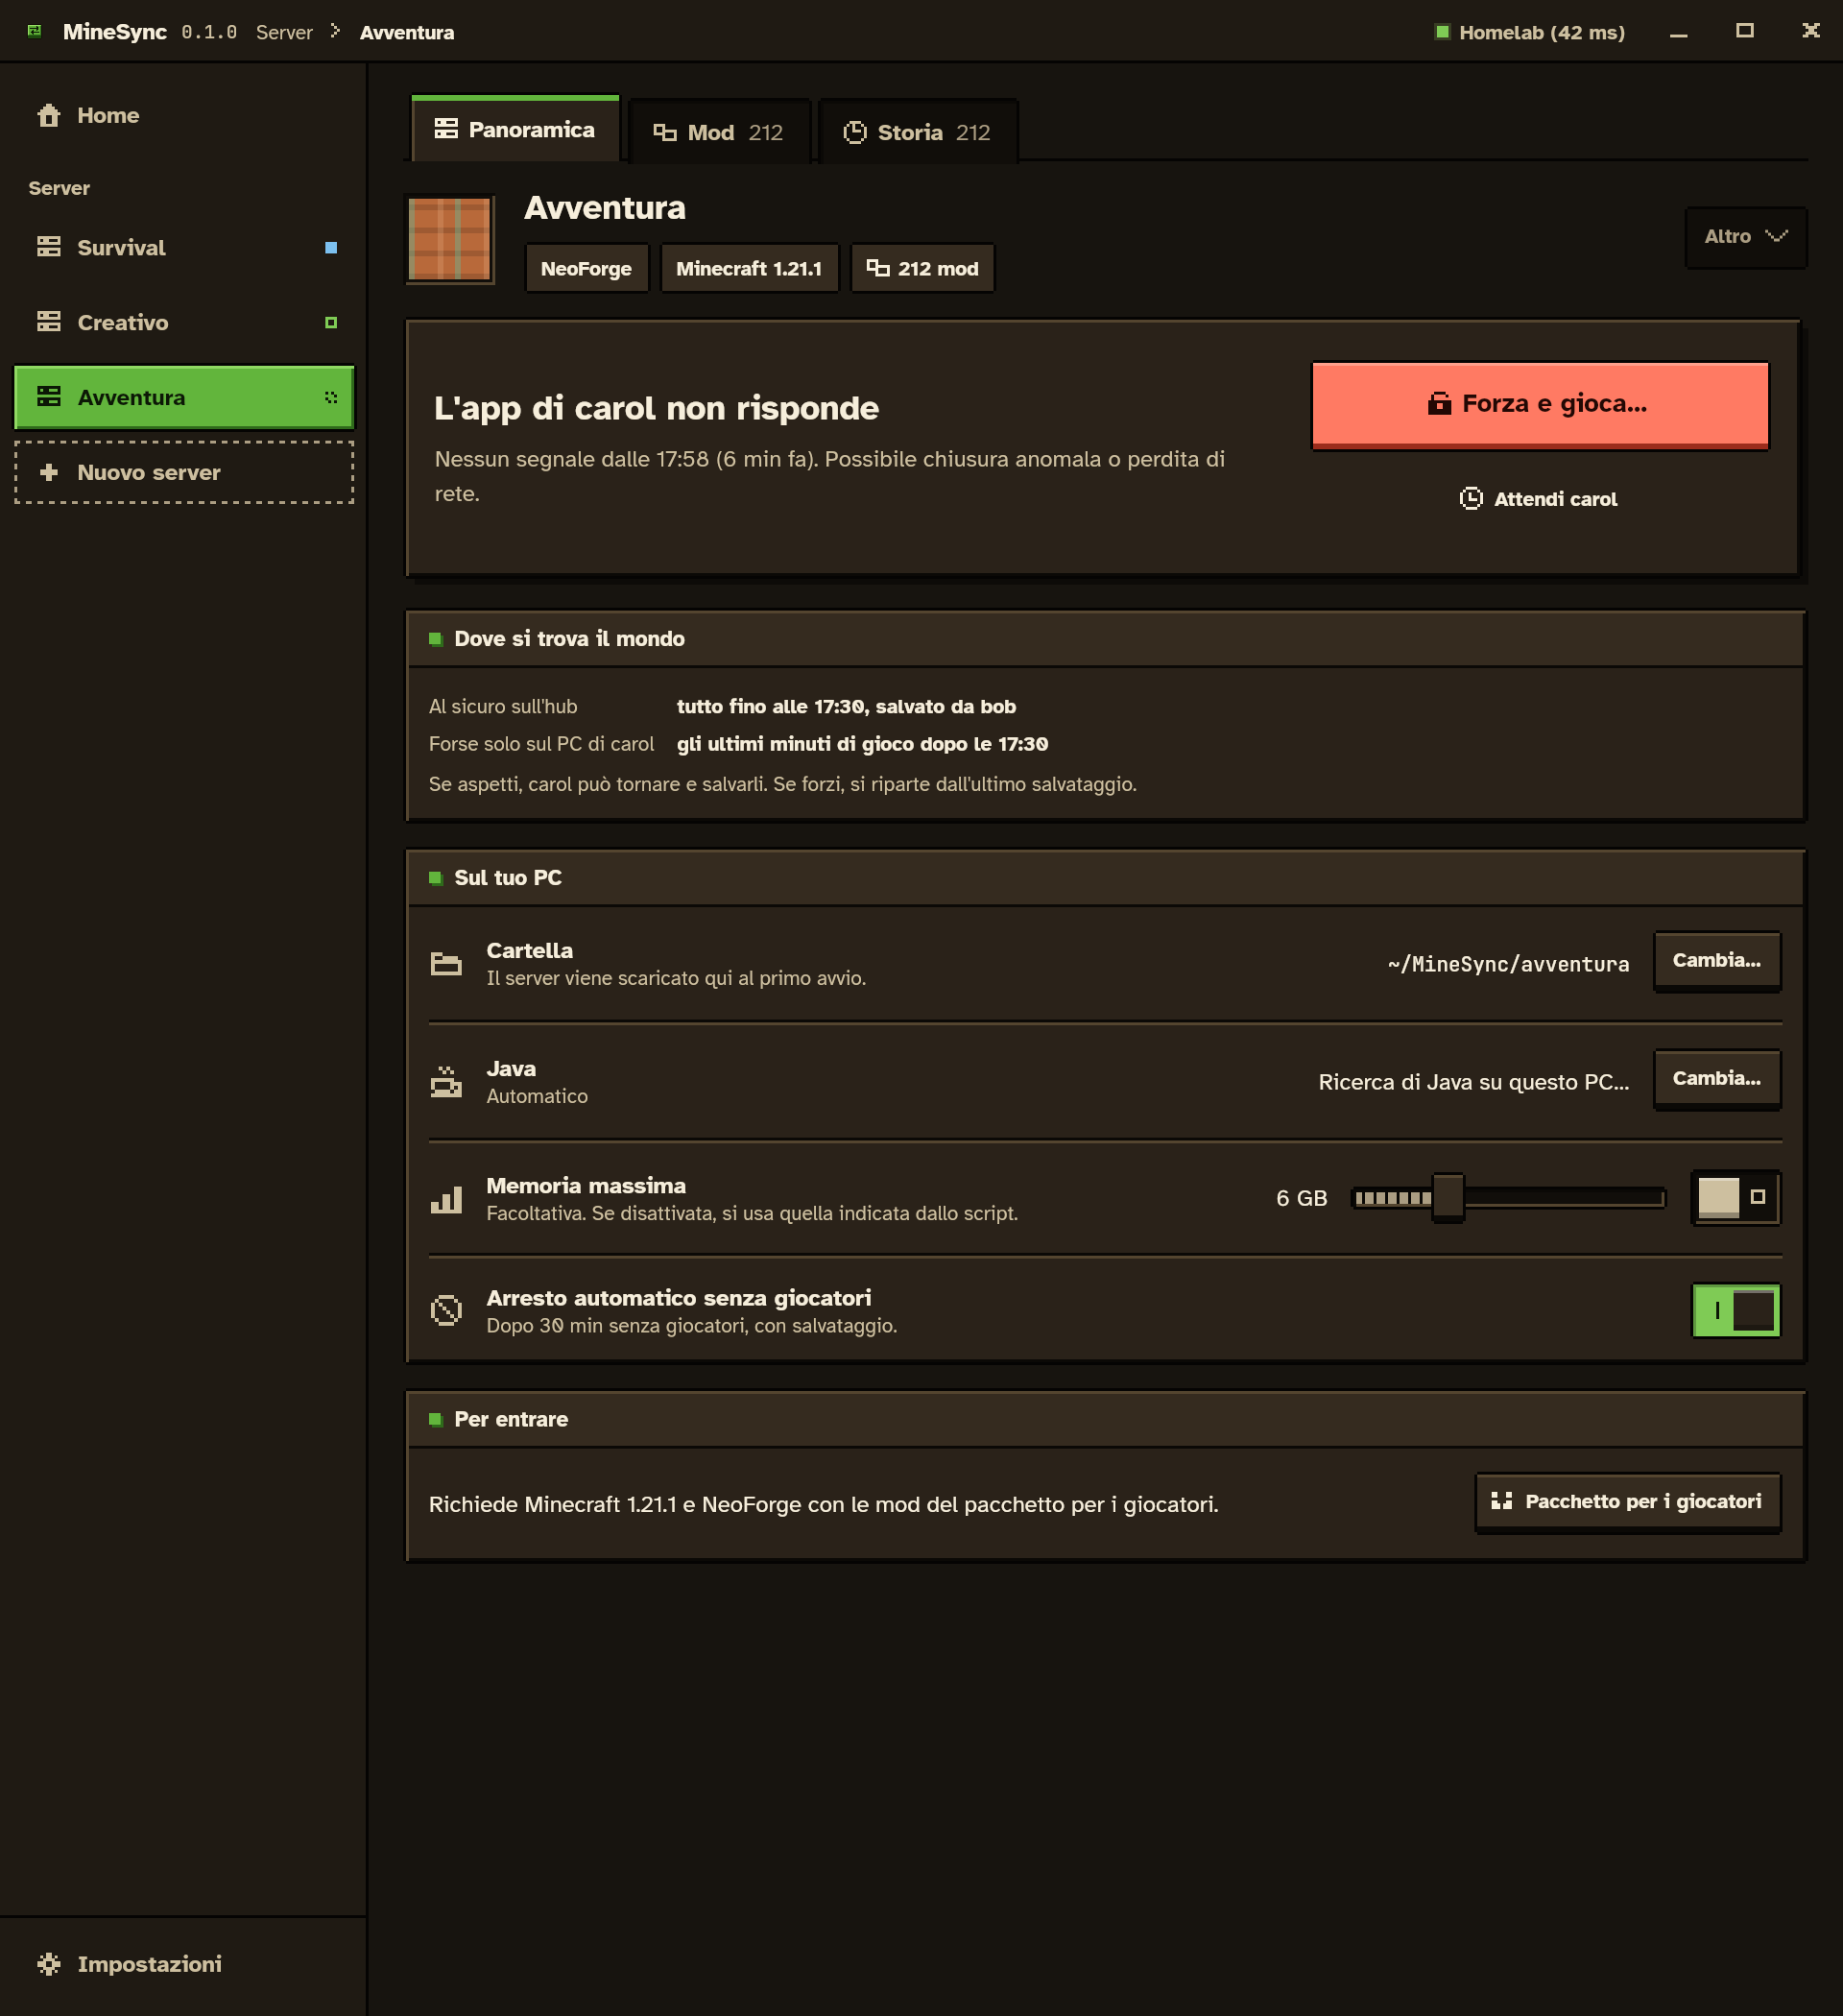 MineSync 0.1.0 Server Avventura
Homelab (42 ms)
Home
Server
Survival
Creativo
Avventura
Nuovo server
Impostazioni
Panoramica
Mod 212
Storia 212
Avventura
NeoForge
Minecraft 1.21.1
212 mod
Altro
L'app di carol non risponde
Nessun segnale dalle 17:58 (6 min fa). Possibile chiusura anomala o perdita di
rete.
Forza e gioca...
Attendi carol
Dove si trova il mondo
Al sicuro sull'hub tutto fino alle 17:30, salvato da bob
Forse solo sul PC di carol gli ultimi minuti di gioco dopo le 17:30
Se aspetti, carol può tornare e salvarli. Se forzi, si riparte dall'ultimo salvataggio.
Sul tuo PC
Cartella
Il server viene scaricato qui al primo avvio.
~/MineSync/avventura
Cambia...
Java
Automatico
Ricerca di Java su questo PC...
Cambia...
Memoria massima
Facoltativa. Se disattivata, si usa quella indicata dallo script.
6 GB
Arresto automatico senza giocatori
Dopo 30 min senza giocatori, con salvataggio.
Per entrare
Richiede Minecraft 1.21.1 e NeoForge con le mod del pacchetto per i giocatori.
Pacchetto per i giocatori